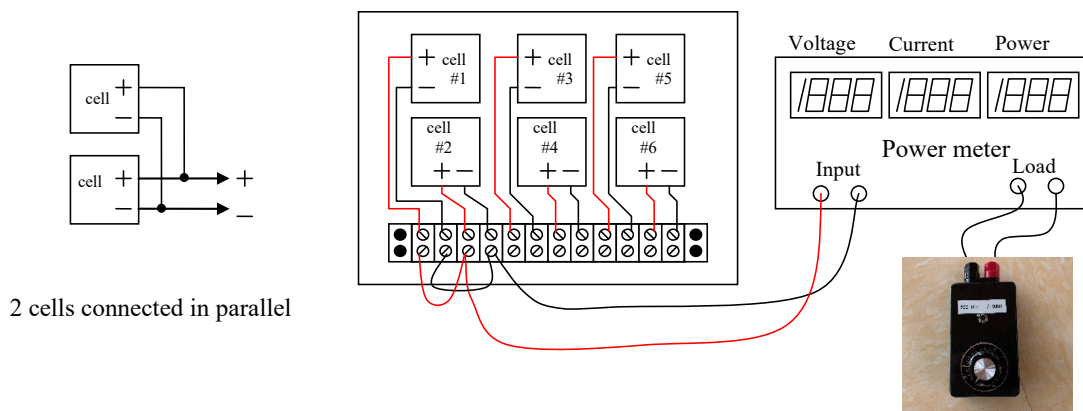 Voltage Current Power
cell
+
−
cell
+
−
+
−
2 cells connected in parallel
+ cell
− #1
+ cell
− #3
+ cell
− #5
cell
#2
+ −
cell
#4
+ −
cell
#6
+ −
Power meter
Input
Load